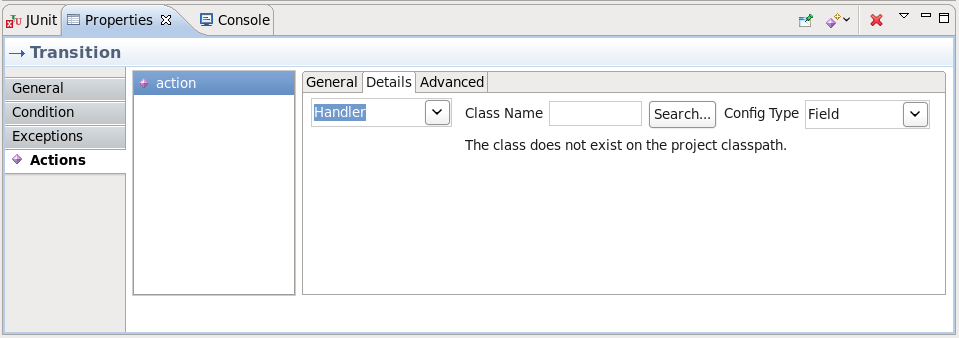 JUnit Properties Console
Transition
General
Condition
Exceptions
Actions
action
General Details Advanced
Handler Class Name Search... Config Type Field
The class does not exist on the project classpath.